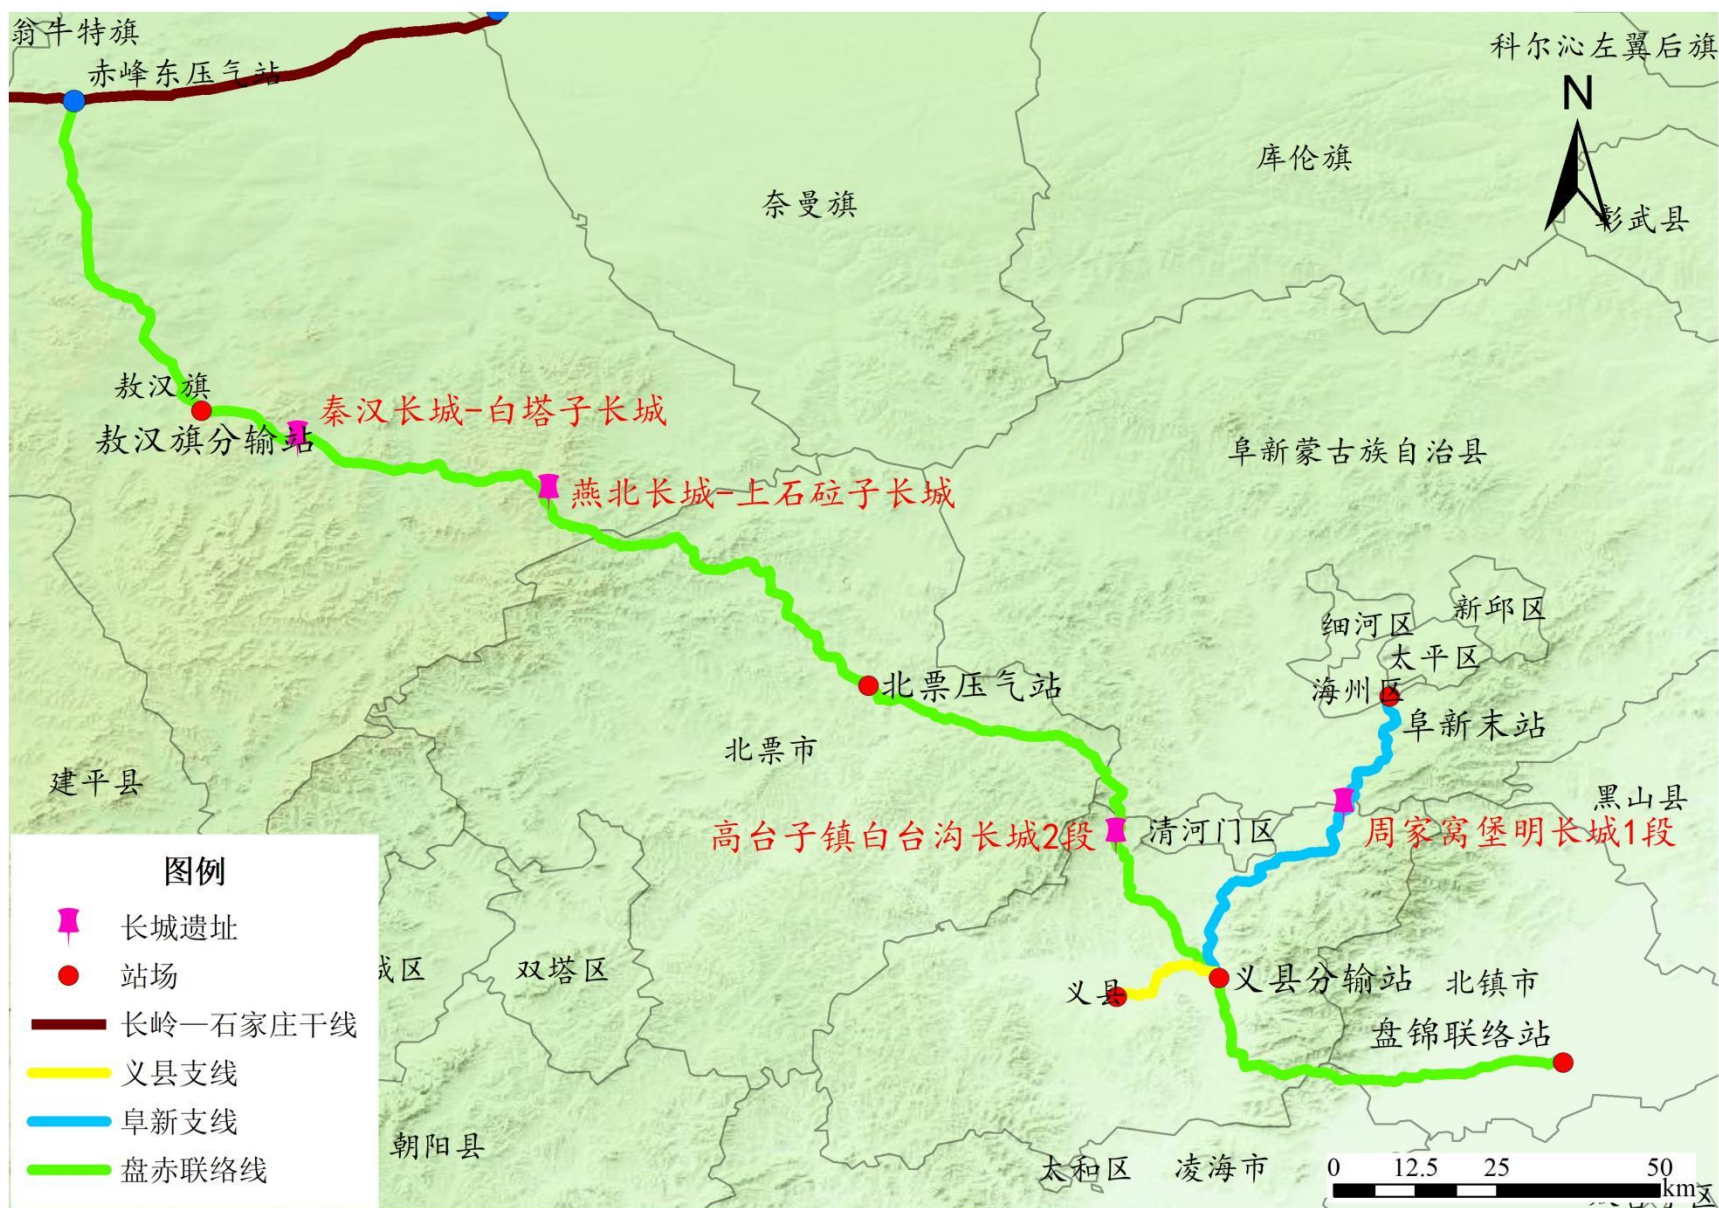 翁牛特旗
科尔沁左翼后旗
赤峰东压气站
N
库伦旗
奈曼旗
彰武县
敖汉旗
秦汉长城-白塔子长城
敖汉旗分输站
阜新蒙古族自治县
燕北长城-上石砬子长城
新邱区
细河区
太平区
海州区
北票压气站
阜新末站
北票市
建平县
黑山县
高台子镇白台沟长城2段
清河门区
周家窝堡明长城1段
图例
长城遗址
站场
长岭—石家庄干线
义县支线
阜新支线
盘赤联络线
城区
双塔区
义县
义县分输站
北镇市
盘锦联络站
朝阳县
太和区
凌海市
0 12.5 25 50
km
区